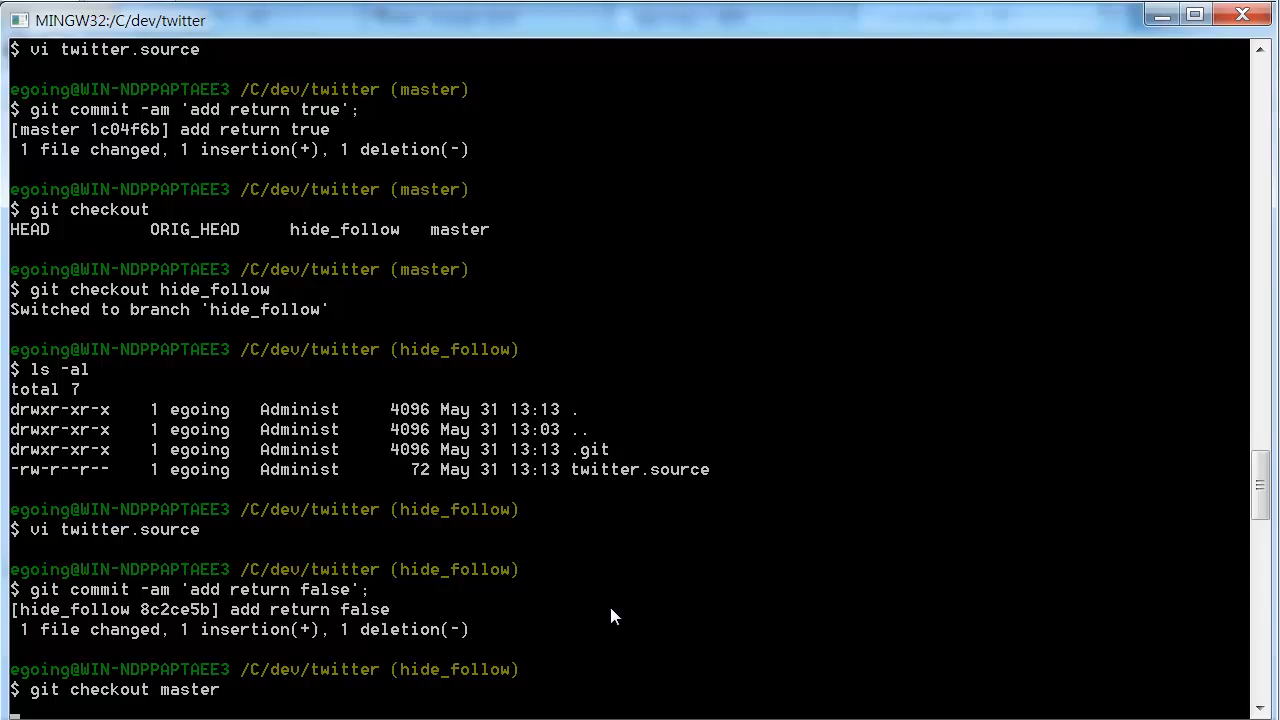 MINGW32:/C/dev/twitter
$ vi twitter.source
egoing@WIN-NDPPAPTAEE3 /C/dev/twitter (master)
$ git commit -am 'add return true';
[master 1c04f6b] add return true
 1 file changed, 1 insertion(+), 1 deletion(-)
egoing@WIN-NDPPAPTAEE3 /C/dev/twitter (master)
$ git checkout
HEAD          ORIG_HEAD     hide_follow   master
egoing@WIN-NDPPAPTAEE3 /C/dev/twitter (master)
$ git checkout hide_follow
Switched to branch 'hide_follow'
egoing@WIN-NDPPAPTAEE3 /C/dev/twitter (hide_follow)
$ ls -al
total 7
drwxr-xr-x    1 egoing   Administ     4096 May 31 13:13 .
drwxr-xr-x    1 egoing   Administ     4096 May 31 13:03 ..
drwxr-xr-x    1 egoing   Administ     4096 May 31 13:13 .git
-rw-r--r--    1 egoing   Administ       72 May 31 13:13 twitter.source
egoing@WIN-NDPPAPTAEE3 /C/dev/twitter (hide_follow)
$ vi twitter.source
egoing@WIN-NDPPAPTAEE3 /C/dev/twitter (hide_follow)
$ git commit -am 'add return false';
[hide_follow 8c2ce5b] add return false
 1 file changed, 1 insertion(+), 1 deletion(-)
egoing@WIN-NDPPAPTAEE3 /C/dev/twitter (hide_follow)
$ git checkout master